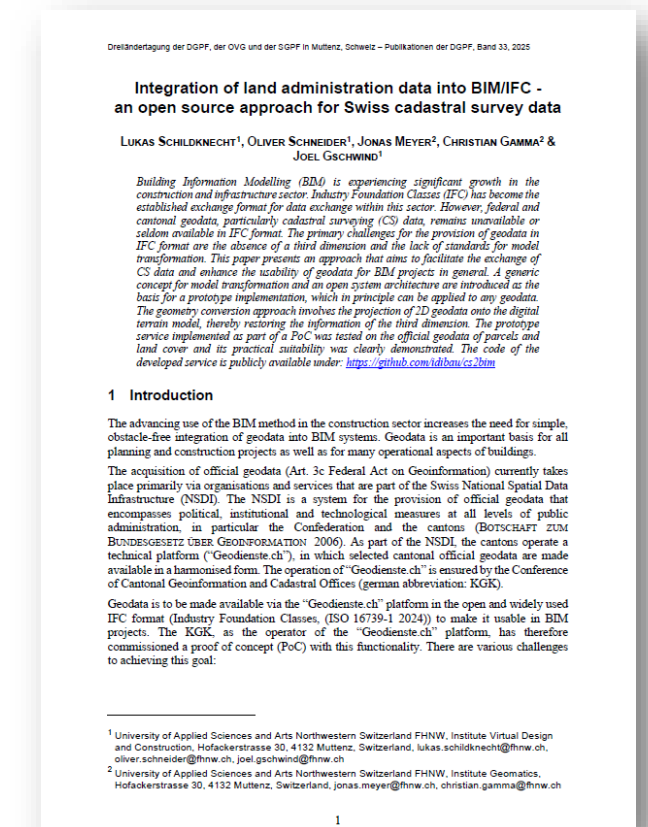 Dreiländertagung der DGPF, der OVG und der SGPF in Muttenz, Schweiz – Publikationen der DGPF, Band 33, 2025
Integration of land administration data into BIM/IFC -
an open source approach for Swiss cadastral survey data
LUKAS SCHILDKNECHT¹, OLIVER SCHNEIDER¹, JONAS MEYER², CHRISTIAN GAMMA² &
JOEL GSCHWIND¹
Building Information Modelling (BIM) is experiencing significant growth in the
construction and infrastructure sector. Industry Foundation Classes (IFC) has become the
established exchange format for data exchange within this sector. However, federal and
cantonal geodata, particularly cadastral surveying (CS) data, remains unavailable or
seldom available in IFC format. The primary challenges for the provision of geodata in
IFC format are the absence of a third dimension and the lack of standards for model
transformation. This paper presents an approach that aims to facilitate the exchange of
CS data and enhance the usability of geodata for BIM projects in general. A generic
concept for model transformation and an open system architecture are introduced as the
basis for a prototype implementation, which in principle can be applied to any geodata.
The geometry conversion approach involves the projection of 2D geodata onto the digital
terrain model, thereby restoring the information of the third dimension. The prototype
service implemented as part of a PoC was tested on the official geodata of parcels and
land cover and its practical suitability was clearly demonstrated. The code of the
developed service is publicly available under: https://github.com/idibau/cs2bim
1 Introduction
The advancing use of the BIM method in the construction sector increases the need for simple,
obstacle-free integration of geodata into BIM systems. Geodata is an important basis for all
planning and construction projects as well as for many operational aspects of buildings.
The acquisition of official geodata (Art. 3c Federal Act on Geoinformation) currently takes
place primarily via organisations and services that are part of the Swiss National Spatial Data
Infrastructure (NSDI). The NSDI is a system for the provision of official geodata that
encompasses political, institutional and technological measures at all levels of public
administration, in particular the Confederation and the cantons (BOTSCHAFT ZUM
BUNDESGESETZ ÜBER GEOINFORMATION 2006). As part of the NSDI, the cantons operate a
technical platform (“Geodienste.ch”), in which selected cantonal official geodata are made
available in a harmonised form. The operation of “Geodienste.ch” is ensured by the Conference
of Cantonal Geoinformation and Cadastral Offices (german abbreviation: KGK).
Geodata is to be made available via the “Geodienste.ch” platform in the open and widely used
IFC format (Industry Foundation Classes, (ISO 16739-1 2024)) to make it usable in BIM
projects. The KGK, as the operator of the “Geodienste.ch” platform, has therefore
commissioned a proof of concept (PoC) with this functionality. There are various challenges
to achieving this goal:
¹ University of Applied Sciences and Arts Northwestern Switzerland FHNW, Institute Virtual Design
and Construction, Hofackerstrasse 30, 4132 Muttenz, Switzerland, lukas.schildknecht@fhnw.ch,
oliver.schneider@fhnw.ch, joel.gschwind@fhnw.ch
² University of Applied Sciences and Arts Northwestern Switzerland FHNW, Institute Geomatics,
Hofackerstrasse 30, 4132 Muttenz, Switzerland, jonas.meyer@fhnw.ch, christian.gamma@fhnw.ch
1